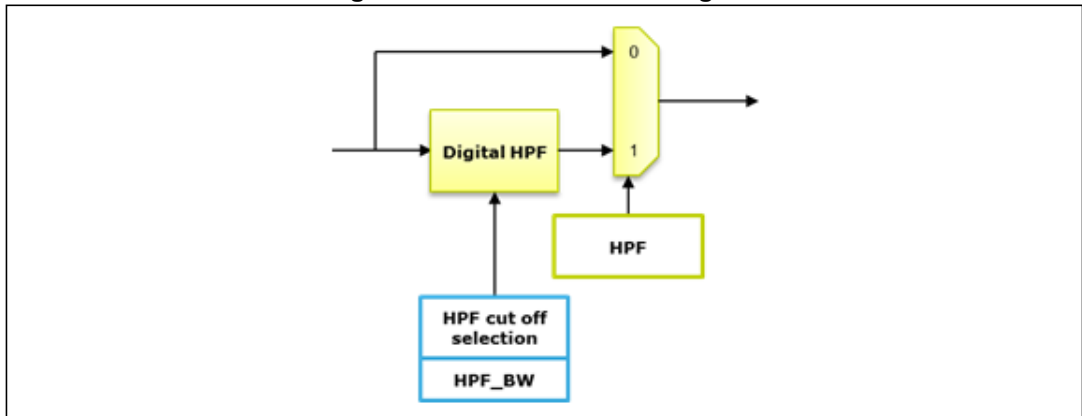 0
Digital HPF
1
HPF
HPF cut off
selection
HPF_BW